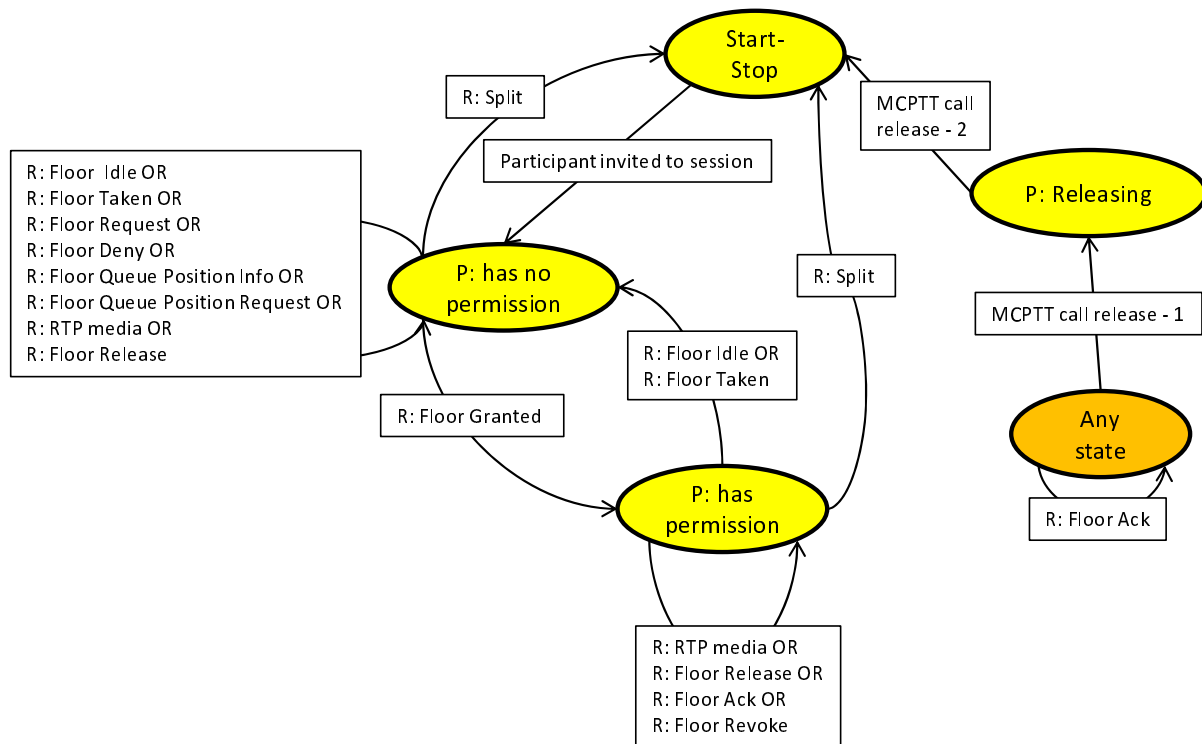 Start-
Stop
R: Split
MCPTT call
release - 2
Participant invited to session
R: Floor  Idle OR
R: Floor Taken OR
R: Floor Request OR
R: Floor Deny OR
R: Floor Queue Position Info OR
R: Floor Queue Position Request OR
R: RTP media OR
R: Floor Release
P: Releasing
P: has no
permission
R: Split
MCPTT call release - 1
R: Floor Idle OR
R: Floor Taken
R: Floor Granted
Any
state
P: has
permission
R: Floor Ack
R: RTP media OR
R: Floor Release OR
R: Floor Ack OR
R: Floor Revoke